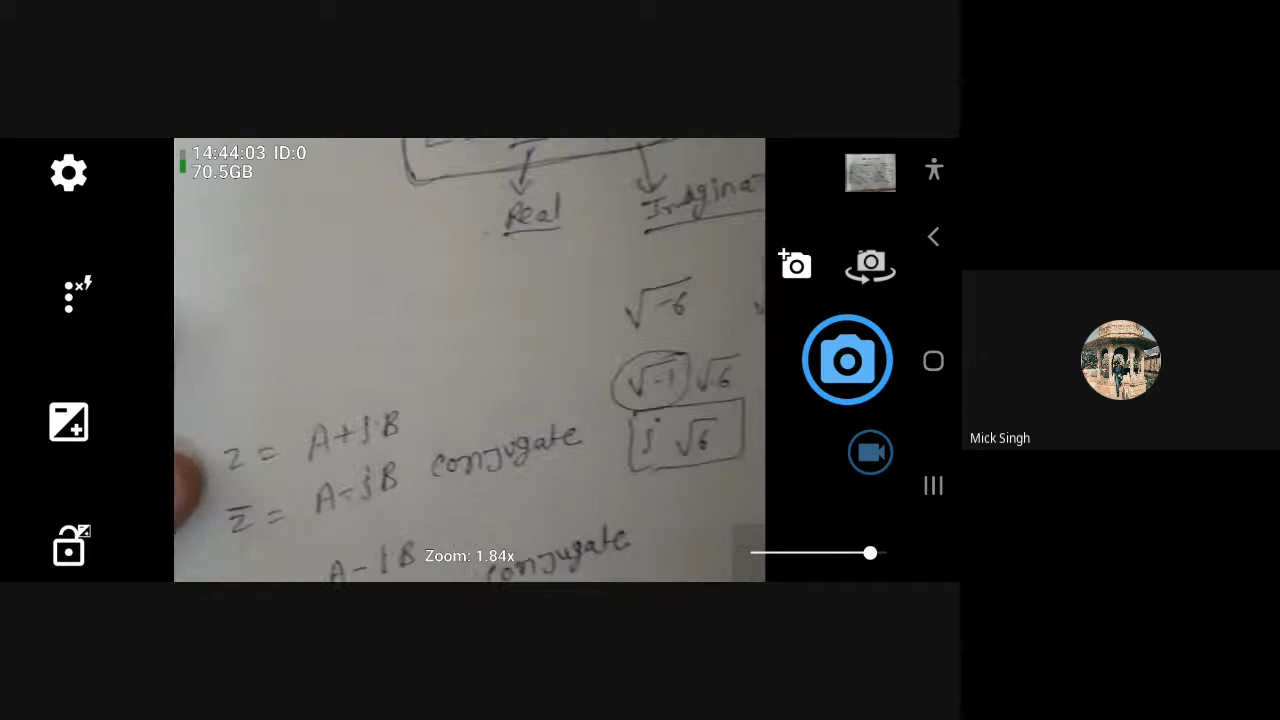 14:44:03 ID:0
70.5GB
Real
Imagina
√-6
√-1 √6
j √6
z = A+jB
z̅ = A-jB conjugate
A-jB conjugate
Zoom: 1.84x
Mick Singh